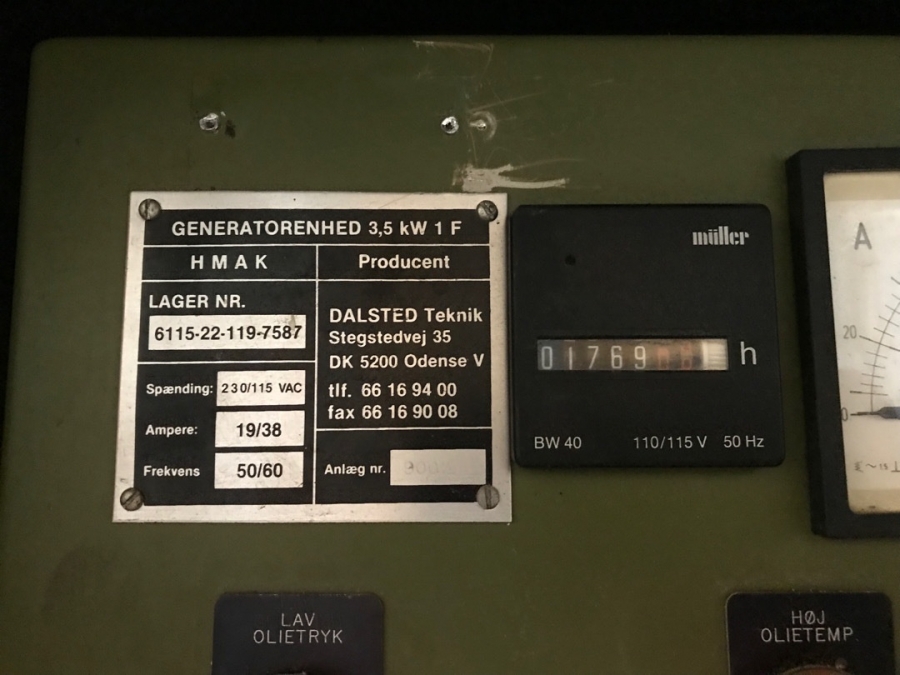 GENERATORENHED 3,5 kW 1 F
HMAK
Producent
LAGER NR.
6115-22-119-7587
DALSTED Teknik
Stegstedvej 35
DK 5200 Odense V
tlf. 66 16 94 00
fax 66 16 90 08
Spænding: 230/115 VAC
Ampere: 19/38
Frekvens 50/60
Anlæg nr.
müller
01769
h
BW 40 110/115 V 50 Hz
A
20
0
LAV
OLIETRYK
HØJ
OLIETEMP.